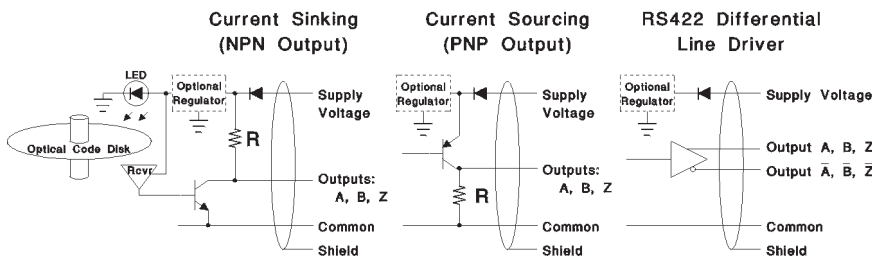 Current Sinking
(NPN Output)
LED
Optional
Regulator
Supply
Voltage
R
Optical Code Disk
Rcvr
Outputs:
A, B, Z
Common
Shield
Current Sourcing
(PNP Output)
Optional
Regulator
Supply
Voltage
Outputs:
A, B, Z
R
Common
Shield
RS422 Differential
Line Driver
Optional
Regulator
Supply Voltage
Output A, B, Z
Output A̅, B̅, Z̅
Common
Shield